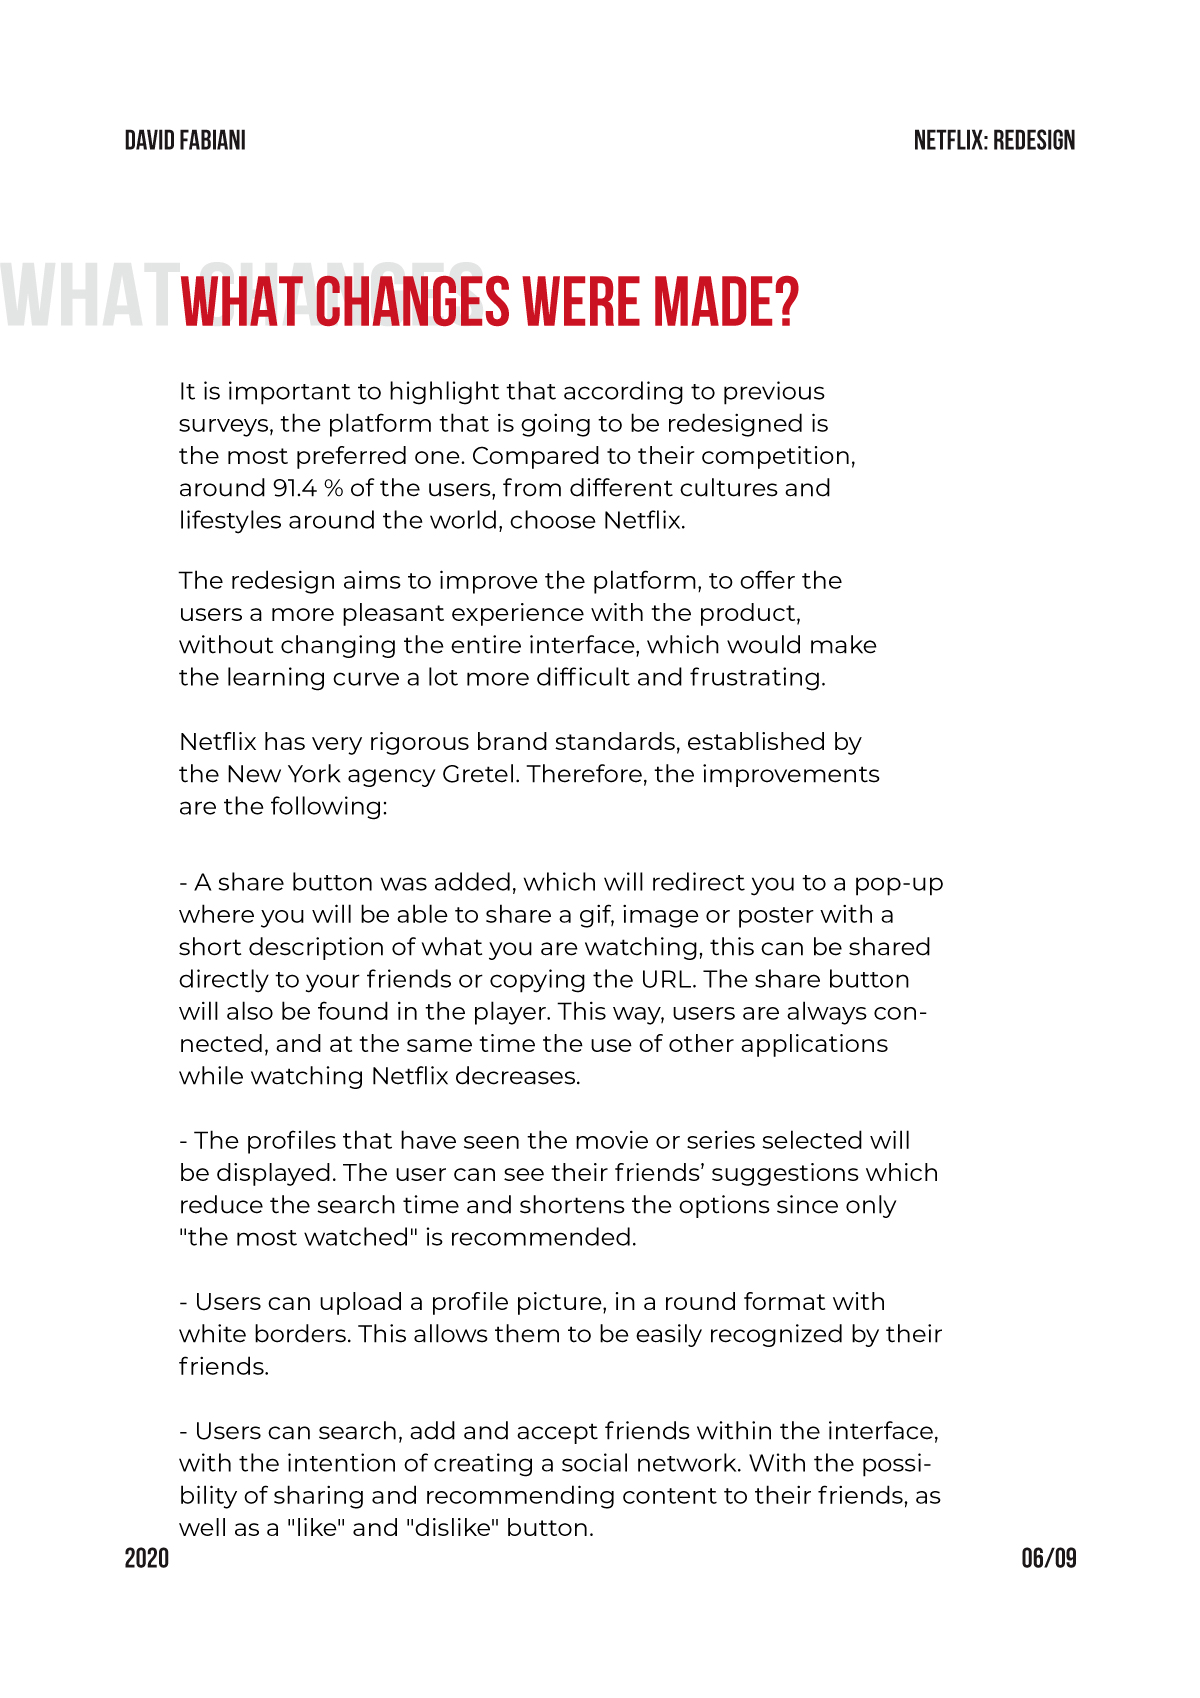 DAVID FABIANI
NETFLIX: REDESIGN
WHAT CHANGES
WHAT CHANGES WERE MADE?
It is important to highlight that according to previous
surveys, the platform that is going to be redesigned is
the most preferred one. Compared to their competition,
around 91.4 % of the users, from different cultures and
lifestyles around the world, choose Netflix.
The redesign aims to improve the platform, to offer the
users a more pleasant experience with the product,
without changing the entire interface, which would make
the learning curve a lot more difficult and frustrating.
Netflix has very rigorous brand standards, established by
the New York agency Gretel. Therefore, the improvements
are the following:
- A share button was added, which will redirect you to a pop-up
where you will be able to share a gif, image or poster with a
short description of what you are watching, this can be shared
directly to your friends or copying the URL. The share button
will also be found in the player. This way, users are always con-
nected, and at the same time the use of other applications
while watching Netflix decreases.
- The profiles that have seen the movie or series selected will
be displayed. The user can see their friends’ suggestions which
reduce the search time and shortens the options since only
"the most watched" is recommended.
- Users can upload a profile picture, in a round format with
white borders. This allows them to be easily recognized by their
friends.
- Users can search, add and accept friends within the interface,
with the intention of creating a social network. With the possi-
bility of sharing and recommending content to their friends, as
well as a "like" and "dislike" button.
2020
06/09